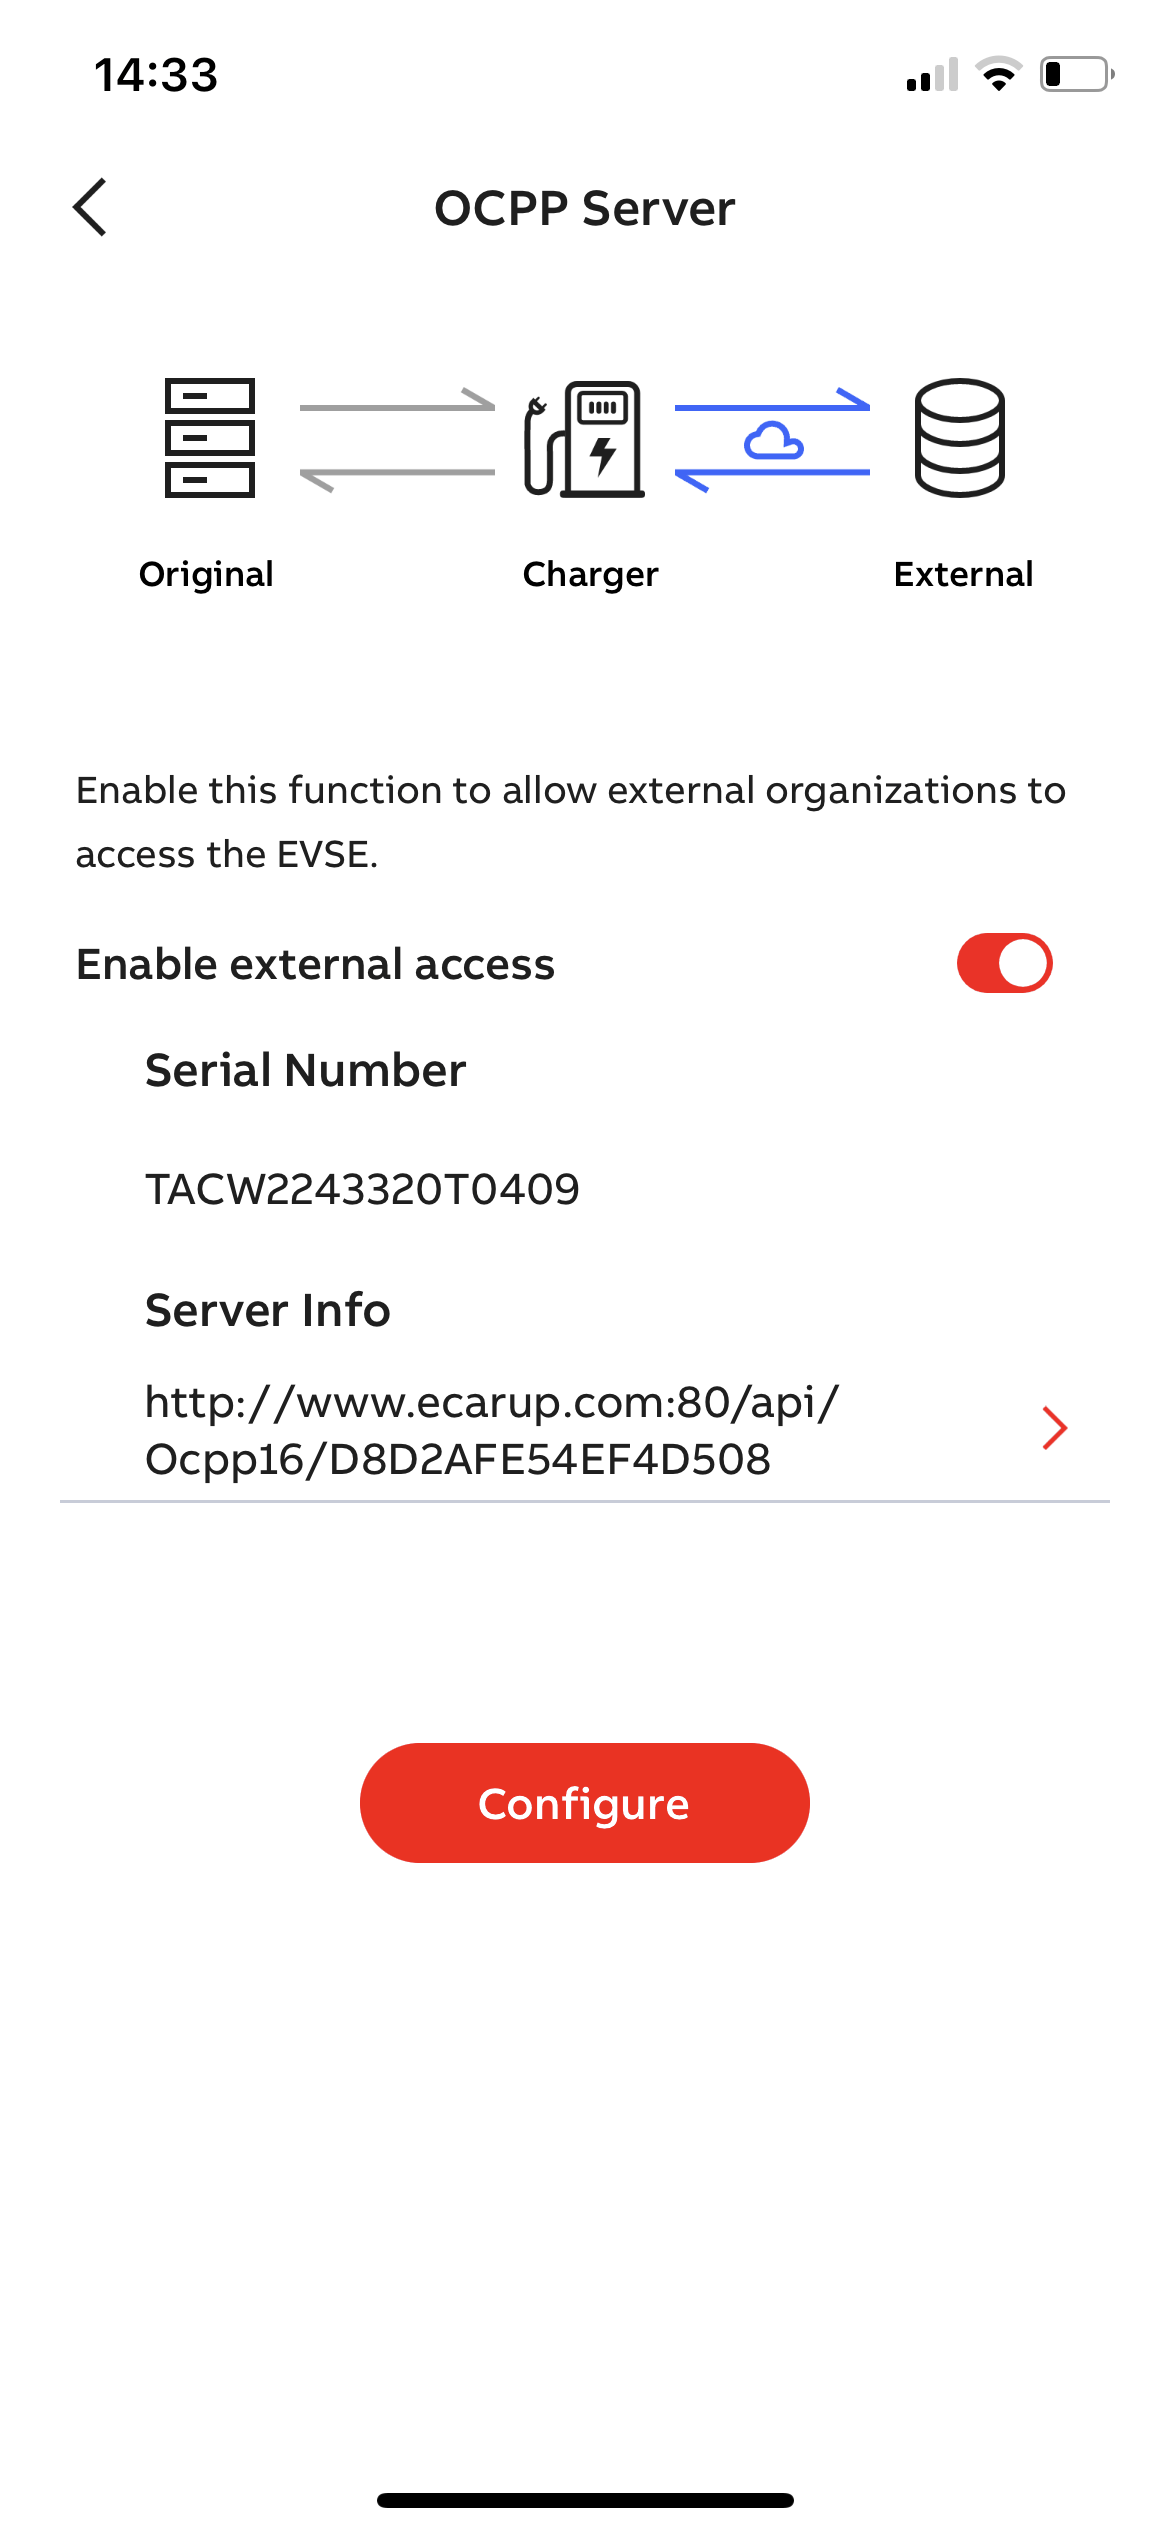 14:33
OCPP Server
Original
Charger
External
Enable this function to allow external organizations to
access the EVSE.
Enable external access
Serial Number
TACW2243320T0409
Server Info
http://www.ecarup.com:80/api/
Ocpp16/D8D2AFE54EF4D508
Configure